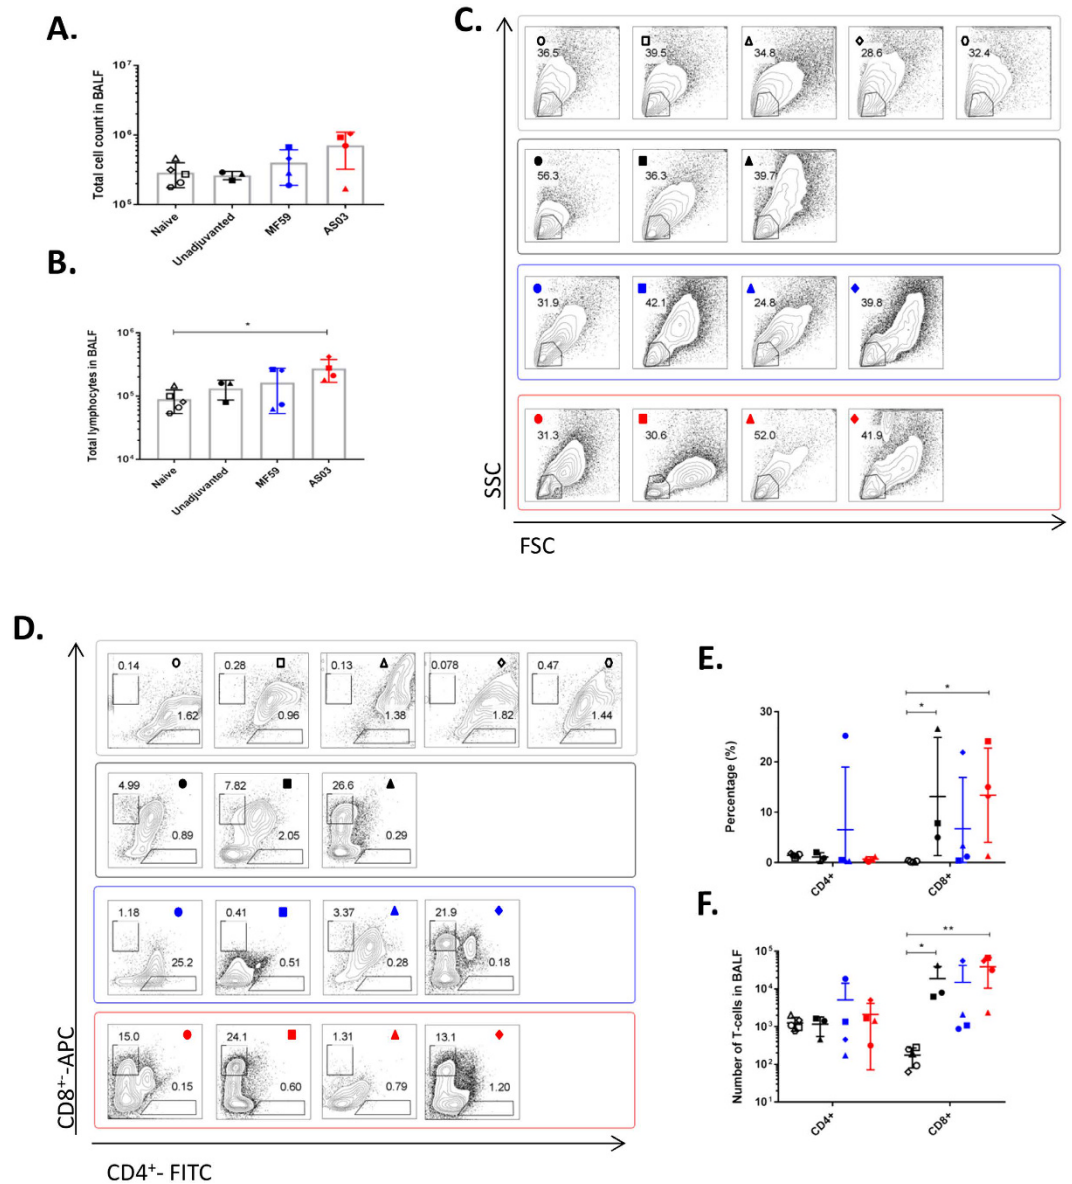 A.
Total cell count in BALF
10⁷
10⁶
10⁵
Naive
Unadjuvanted
MF59
AS03
B.
Total lymphocytes in BALF
*
10⁶
10⁵
10⁴
Naive
Unadjuvanted
MF59
AS03
C.
36.5 39.5 34.8 28.6 32.4
56.3 36.3 39.7
31.9 42.1 24.8 39.8
31.3 30.6 52.0 41.9
SSC
FSC
D.
0.14 0.28 0.13 0.078 0.47
1.62 0.96 1.38 1.82 1.44
4.99 7.82 26.6
0.89 2.05 0.29
1.18 0.41 3.37 21.9
25.2 0.51 0.28 0.18
15.0 24.1 1.31 13.1
0.15 0.60 0.79 1.20
CD8⁺-APC
CD4⁺- FITC
E.
*
*
Percentage (%)
30
20
10
0
CD4⁺ CD8⁺
F.
**
*
Number of T-cells in BALF
10⁵
10⁴
10³
10²
10¹
CD4⁺ CD8⁺